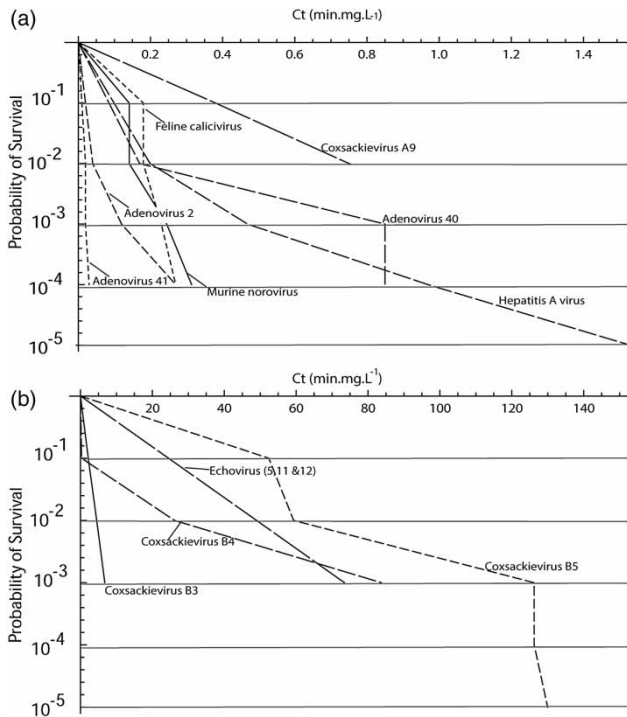 (a)
Ct (min.mg.L-1)
0.2 0.4 0.6 0.8 1.0 1.2 1.4
Probability of Survival
10-1
10-2
10-3
10-4
10-5
Feline calicivirus
Coxsackievirus A9
Adenovirus 2
Adenovirus 40
Adenovirus 41
Murine norovirus
Hepatitis A virus
(b)
Ct (min.mg.L-1)
20 40 60 80 100 120 140
Probability of Survival
10-1
10-2
10-3
10-4
10-5
Echovirus (5,11 &12)
Coxsackievirus B4
Coxsackievirus B5
Coxsackievirus B3